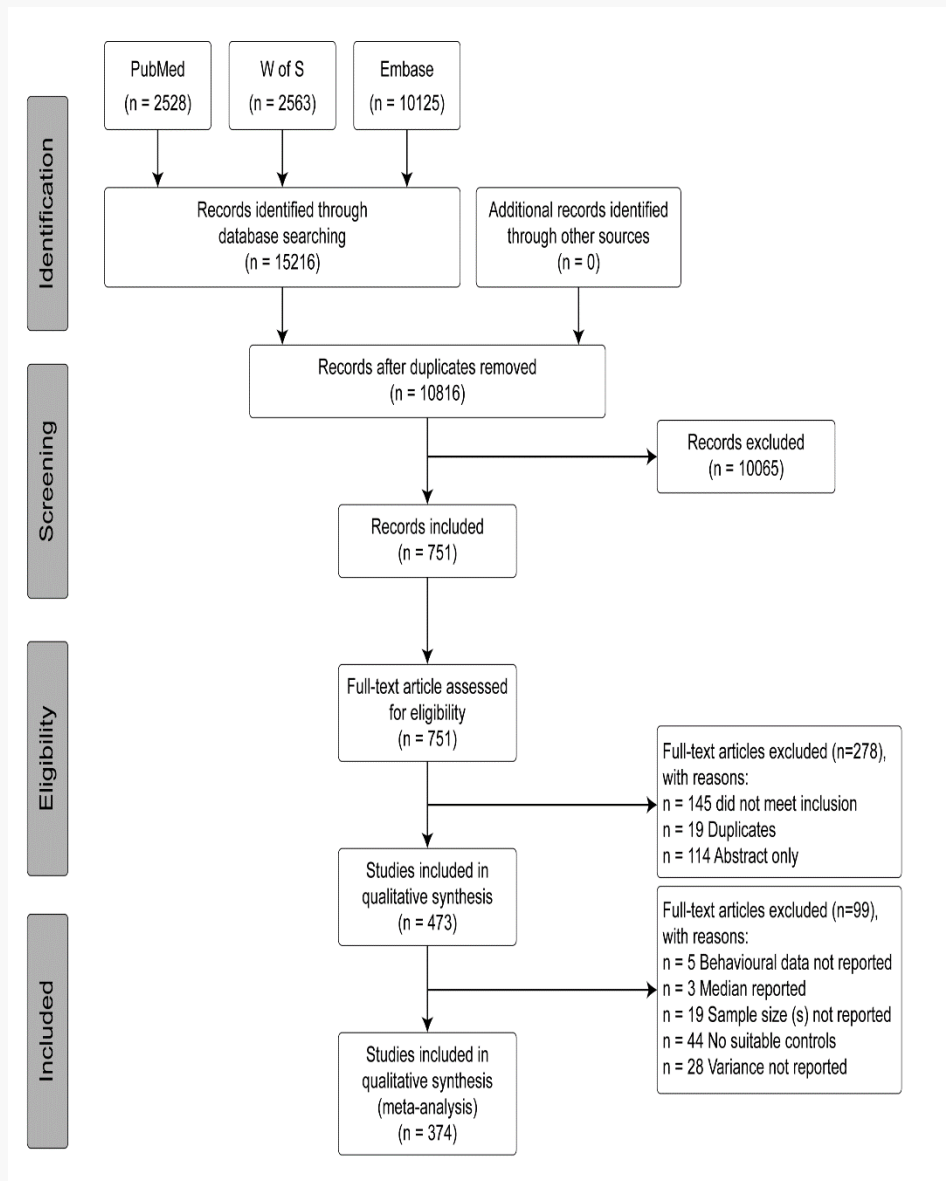 PubMed
(n = 2528)
W of S
(n = 2563)
Embase
(n = 10125)
Identification
Records identified through
database searching
(n = 15216)
Additional records identified
through other sources
(n = 0)
Records after duplicates removed
(n = 10816)
Screening
Records excluded
(n = 10065)
Records included
(n = 751)
Eligibility
Full-text article assessed
for eligibility
(n = 751)
Full-text articles excluded (n=278),
with reasons:
n = 145 did not meet inclusion
n = 19 Duplicates
n = 114 Abstract only
Studies included in
qualitative synthesis
n = 473)
Included
Full-text articles excluded (n=99),
with reasons:
n = 5 Behavioural data not reported
n = 3 Median reported
n = 19 Sample size (s) not reported
n = 44 No suitable controls
n = 28 Variance not reported
Studies included in
qualitative synthesis
(meta-analysis)
n = 374)